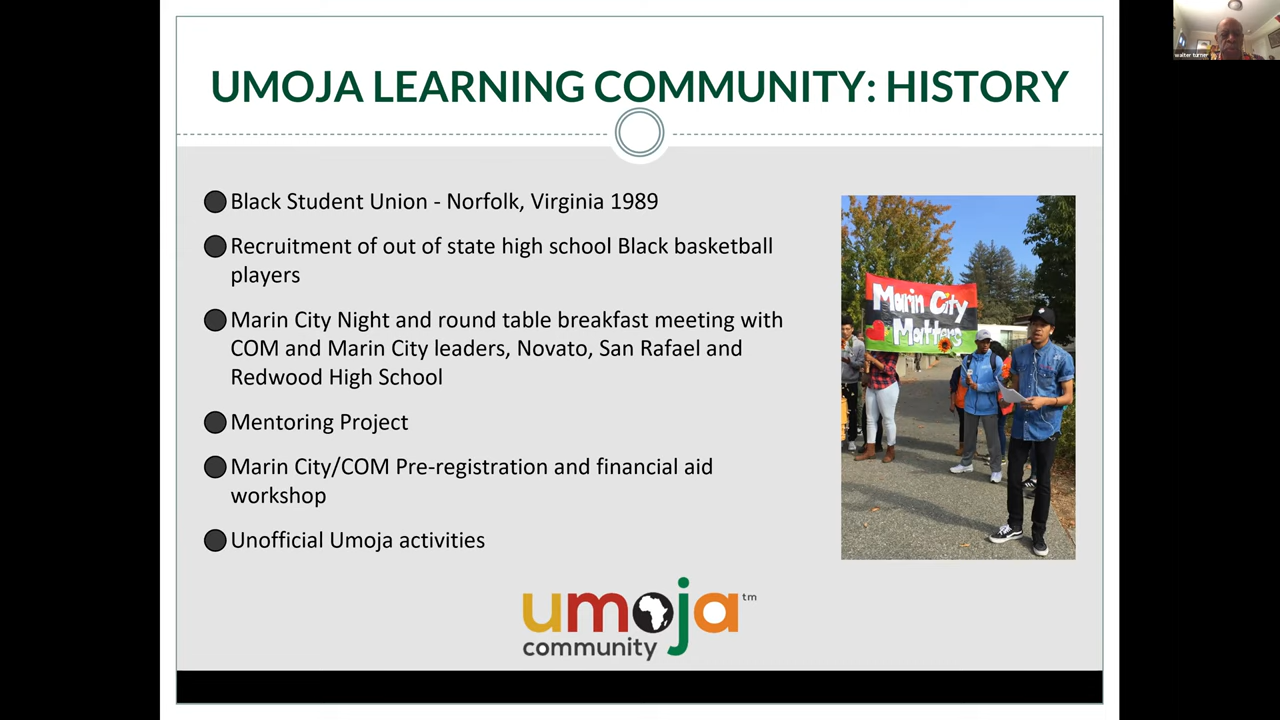 walter turner
UMOJA LEARNING COMMUNITY: HISTORY
Black Student Union - Norfolk, Virginia 1989
Recruitment of out of state high school Black basketball
players
Marin City Night and round table breakfast meeting with
COM and Marin City leaders, Novato, San Rafael and
Redwood High School
Mentoring Project
Marin City/COM Pre-registration and financial aid
workshop
Unofficial Umoja activities
Marin City
Matters
umoja tm
community